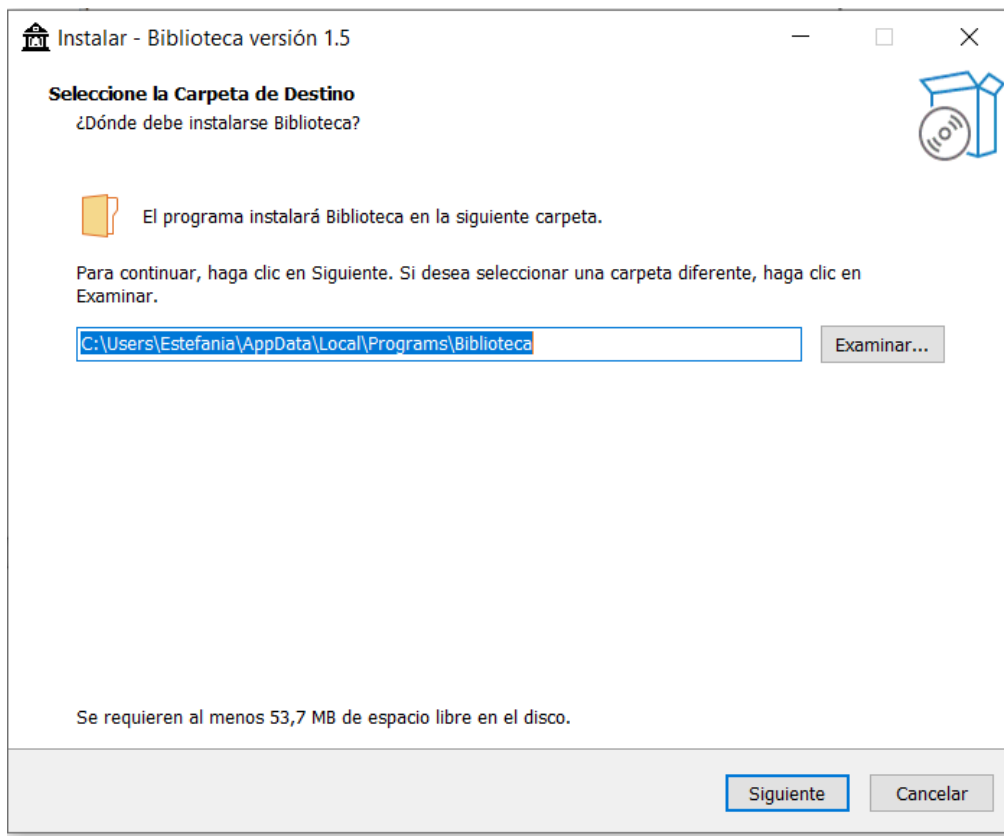 Instalar - Biblioteca versión 1.5
Seleccione la Carpeta de Destino
¿Dónde debe instalarse Biblioteca?
El programa instalará Biblioteca en la siguiente carpeta.
Para continuar, haga clic en Siguiente. Si desea seleccionar una carpeta diferente, haga clic en
Examinar.
C:\Users\Estefania\AppData\Local\Programs\Biblioteca
Examinar...
Se requieren al menos 53,7 MB de espacio libre en el disco.
Siguiente
Cancelar